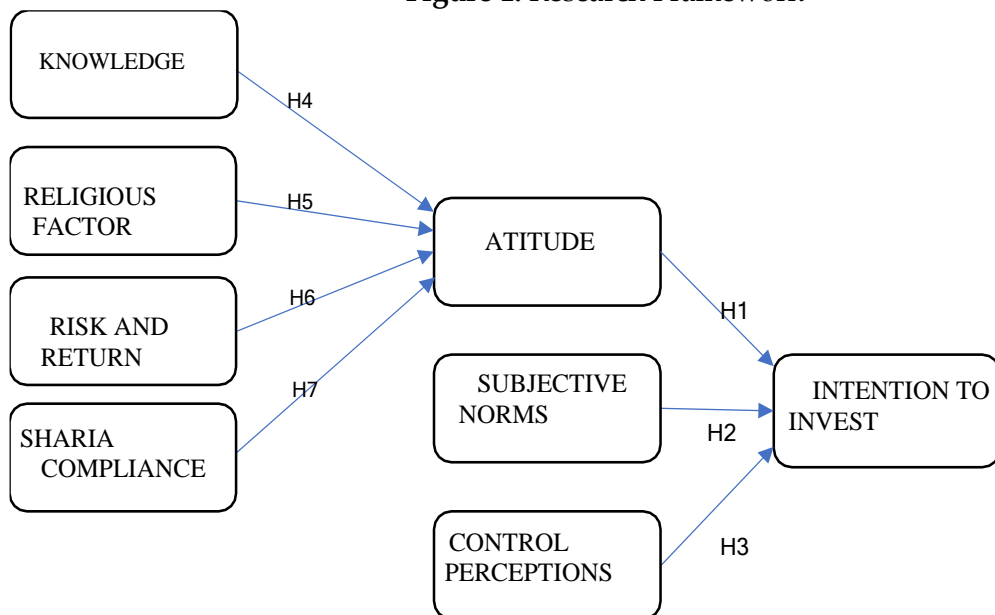 Figure 1. Research Framework
KNOWLEDGE
H4
RELIGIOUS
FACTOR
H5
ATITUDE
RISK AND
RETURN
H6
H1
SHARIA
COMPLIANCE
H7
SUBJECTIVE
NORMS
H2
INTENTION TO
INVEST
CONTROL
PERCEPTIONS
H3